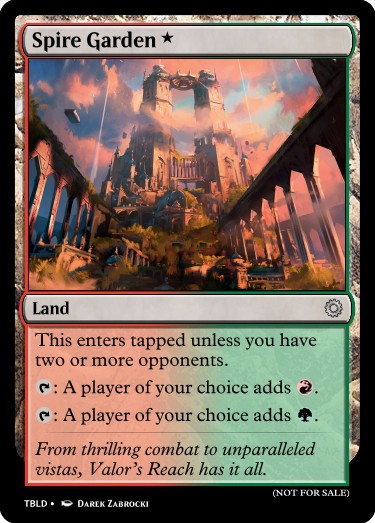 Spire Garden ★
Land
This enters tapped unless you have
two or more opponents.
: A player of your choice adds .
: A player of your choice adds .
From thrilling combat to unparalleled
vistas, Valor's Reach has it all.
(NOT FOR SALE)
TBLD • Darek Zabrocki